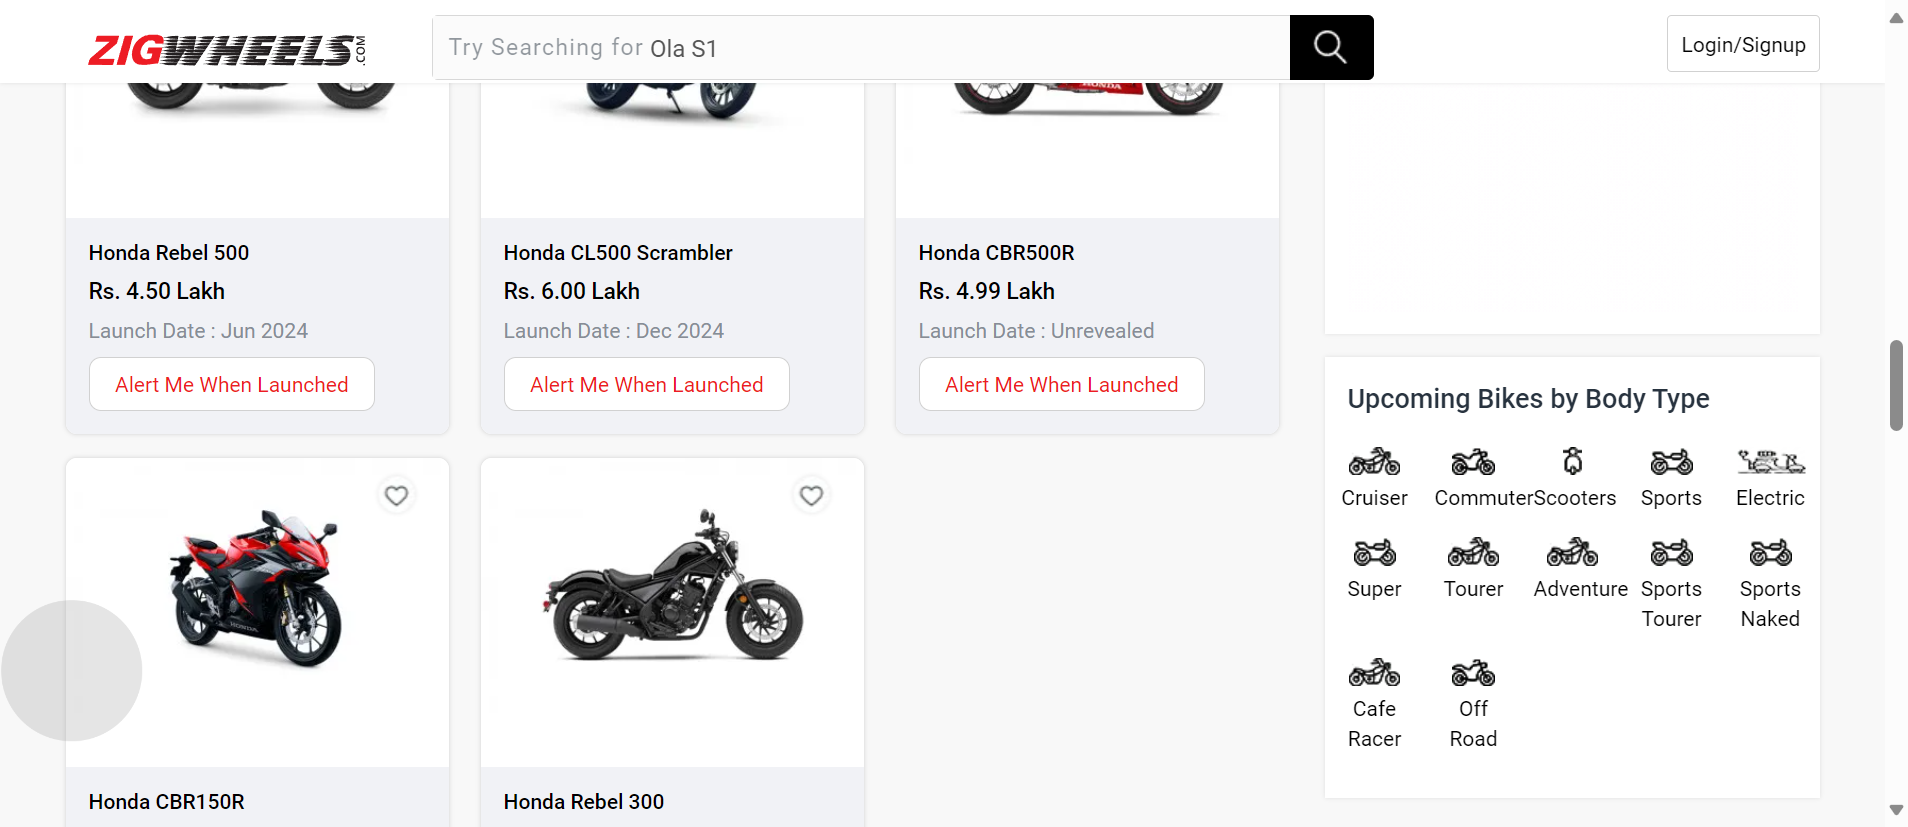 ZIGWHEELS.COM
Try Searching for Ola S1
Login/Signup
HONDA
Honda Rebel 500
Rs. 4.50 Lakh
Launch Date : Jun 2024
Alert Me When Launched
Honda CL500 Scrambler
Rs. 6.00 Lakh
Launch Date : Dec 2024
Alert Me When Launched
Honda CBR500R
Rs. 4.99 Lakh
Launch Date : Unrevealed
Alert Me When Launched
HONDA
Honda CBR150R
Honda Rebel 300
Upcoming Bikes by Body Type
Cruiser
Commuter
Scooters
Sports
Electric
Super
Tourer
Adventure
Sports
Tourer
Sports
Naked
Cafe
Racer
Off
Road